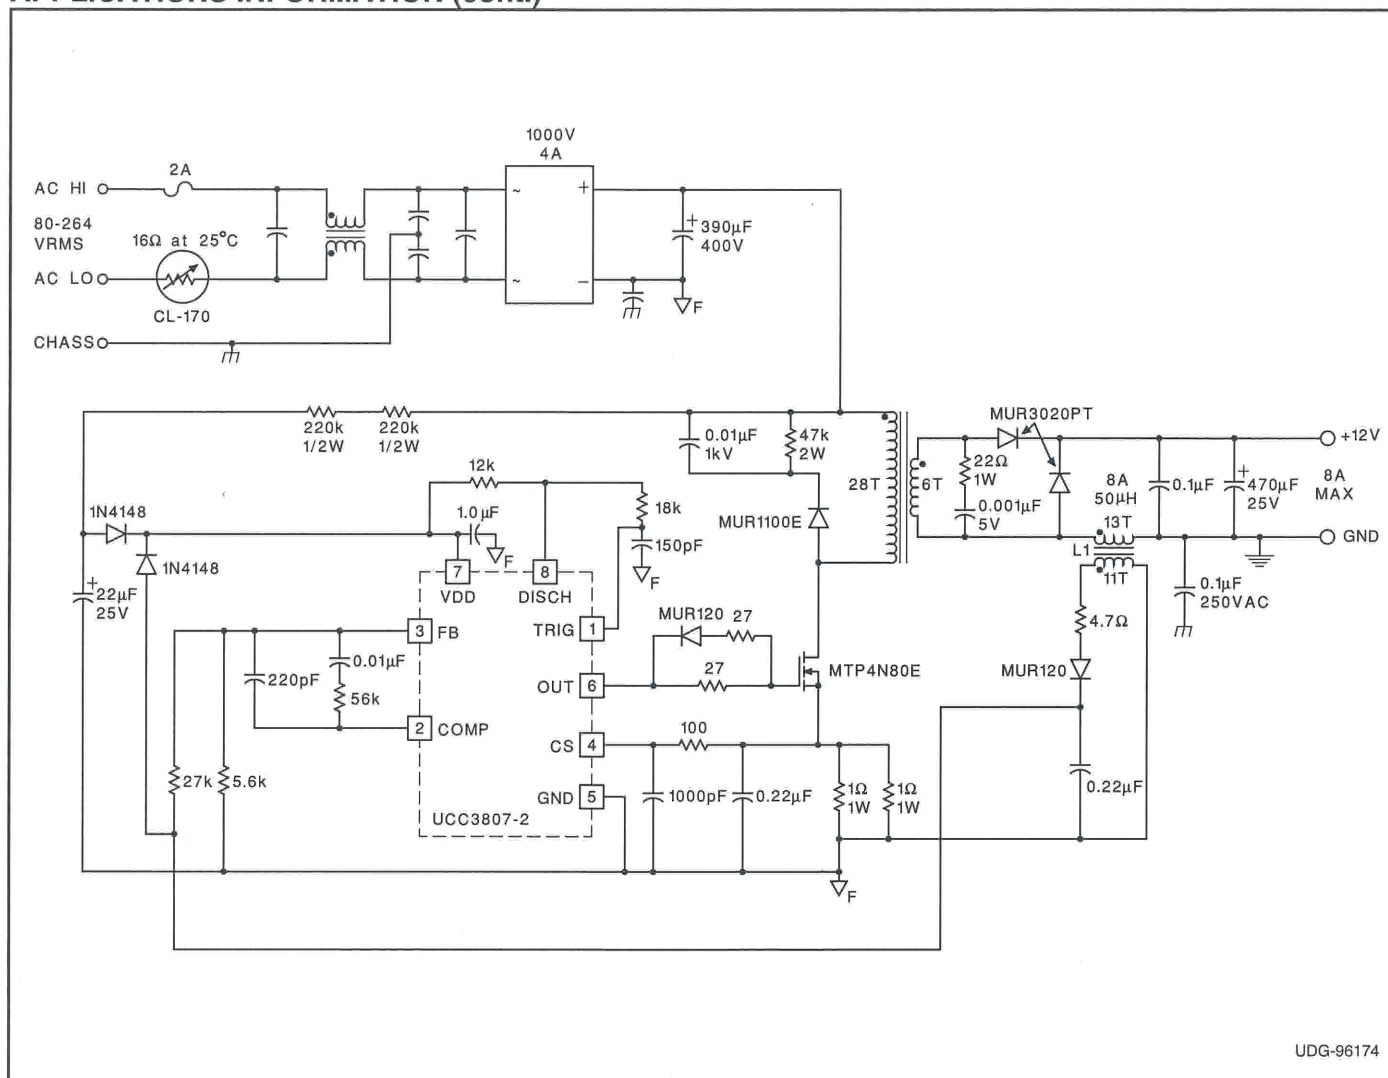 APPLICATIONS INFORMATION (cont.)
1000V
4A
2A
AC HI
~
+
80-264
VRMS
16Ω at 25°C
+
390µF
400V
AC LO
~
–
F
CL-170
CHASS
220k
1/2W
220k
1/2W
0.01µF
1kV
47k
2W
MUR3020PT
+12V
12k
28T
6T
22Ω
1W
8A
50µH
0.1µF
+
470µF
25V
8A
MAX
18k
1N4148
1.0µF
MUR1100E
0.001µF
5V
13T
GND
150pF
F
L1
1N4148
F
11T
+
22µF
25V
7
8
VDD
DISCH
0.1µF
250VAC
MUR120
27
4.7Ω
3
FB
TRIG
1
0.01µF
27
MTP4N80E
MUR120
220pF
OUT
6
56k
2
COMP
100
CS
4
27k
5.6k
1000pF
0.22µF
1Ω
1W
1Ω
1W
0.22µF
GND
5
UCC3807-2
F
UDG-96174